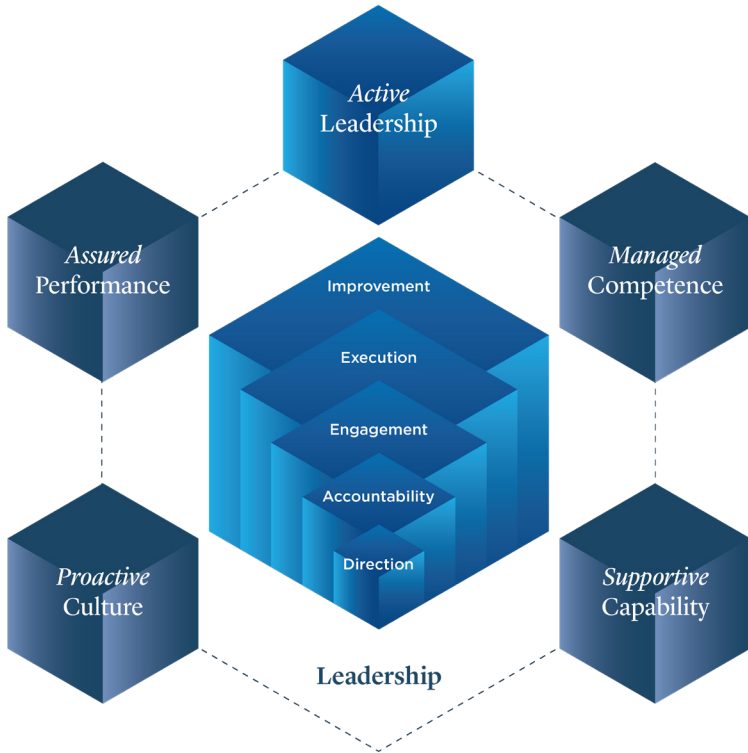 Active
Leadership
Assured
Performance
Managed
Competence
Improvement
Execution
Engagement
Accountability
Direction
Proactive
Culture
Supportive
Capability
Leadership